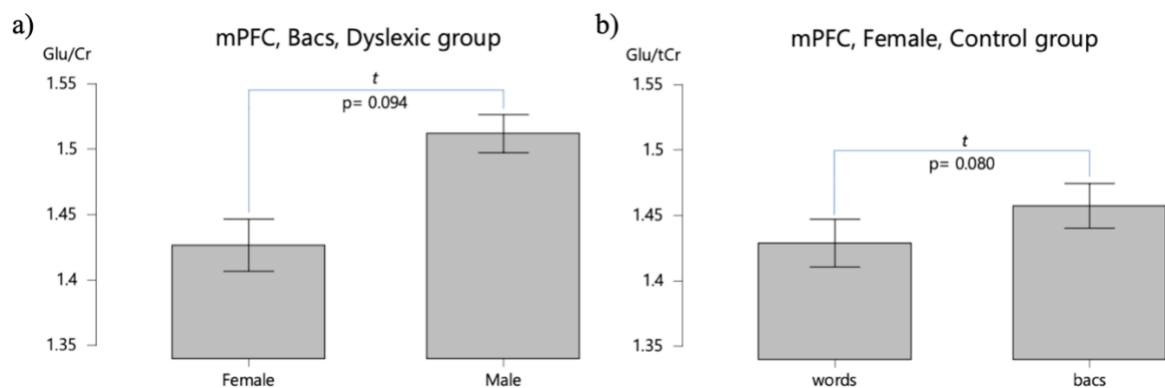 a)
mPFC, Bacs, Dyslexic group
Glu/Cr
1.55
1.5
1.45
1.4
1.35
t
p= 0.094
Female
Male
b)
mPFC, Female, Control group
Glu/tCr
1.55
1.5
1.45
1.4
1.35
t
p= 0.080
words
bacs